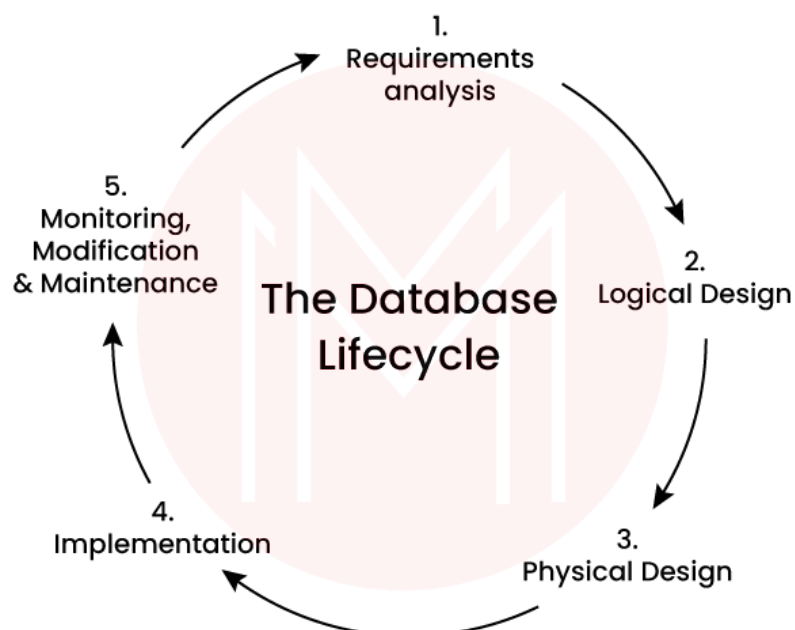 1.
Requirements
analysis
2.
Logical Design
3.
Physical Design
4.
Implementation
5.
Monitoring,
Modification
& Maintenance
The Database
Lifecycle